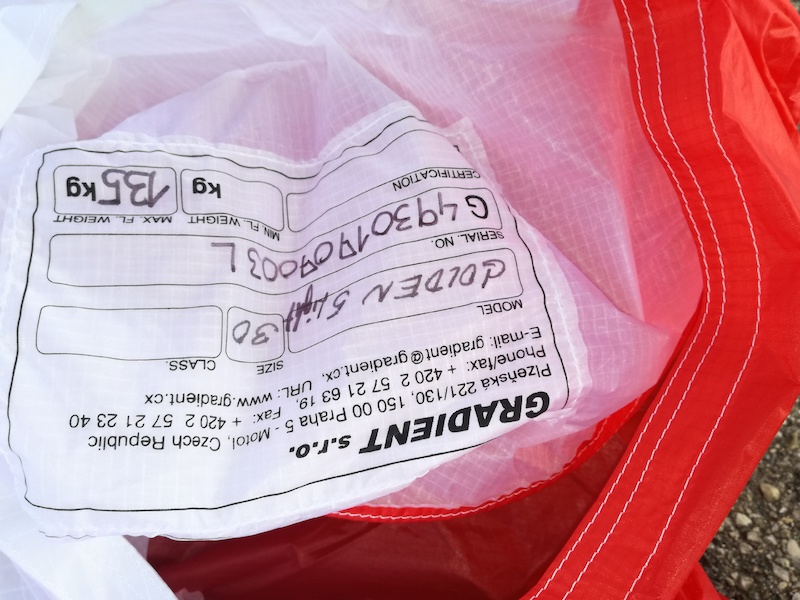 GRADIENT s.r.o.
Plzeňská 221/130, 150 00 Praha 5 - Motol, Czech Republic
Phone/fax: + 420 2 57 21 63 19, Fax: + 420 2 57 21 23 40
E-mail: gradient@gradient.cx, URL: www.gradient.cx
MODEL SIZE CLASS.
GOLDEN 5 light 30
SERIAL NO.
G49301909003 L
CERTIFICATION MIN. FL. WEIGHT MAX. FL. WEIGHT
kg 135 kg